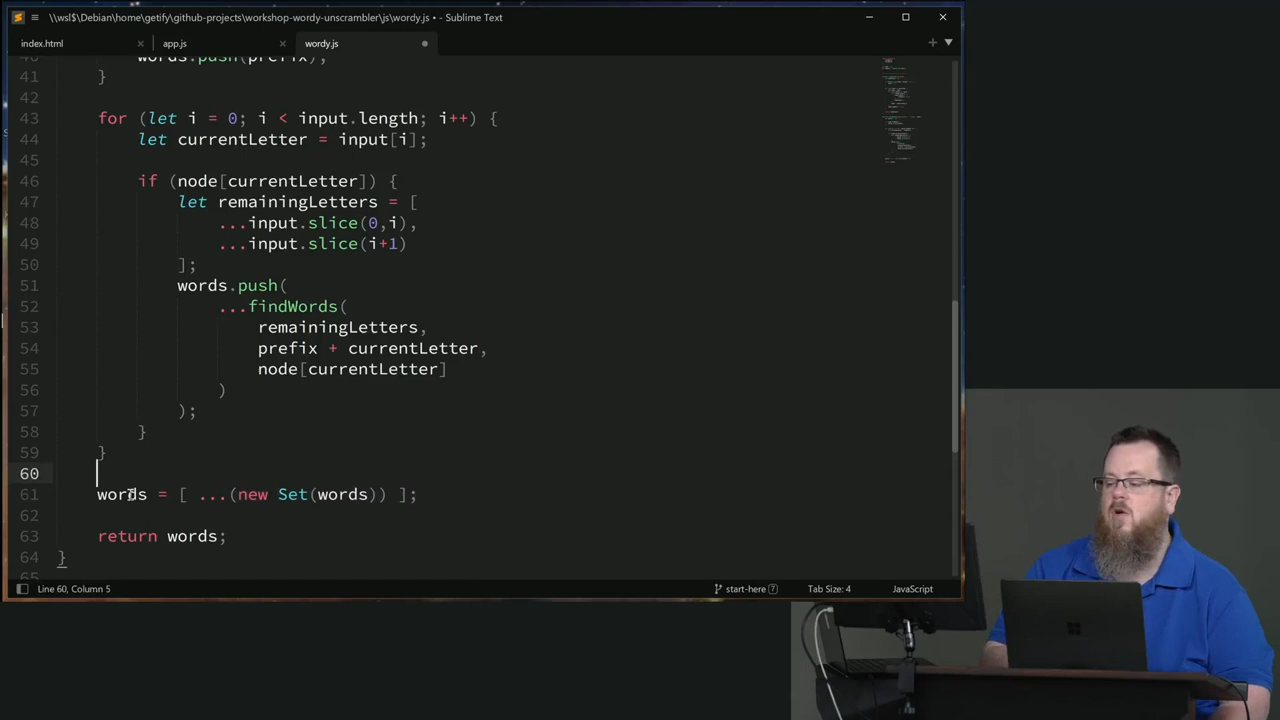 \\wsl$\Debian\home\getify\github-projects\workshop-wordy-unscrambler\js\wordy.js • - Sublime Text
index.html
app.js
wordy.js
40 words.push(prefix);
41 }
42
43 for (let i = 0; i < input.length; i++) {
44 let currentLetter = input[i];
45
46 if (node[currentLetter]) {
47 let remainingLetters = [
48 ...input.slice(0,i),
49 ...input.slice(i+1)
50 ];
51 words.push(
52 ...findWords(
53 remainingLetters,
54 prefix + currentLetter,
55 node[currentLetter]
56 )
57 );
58 }
59 }
60
61 words = [ ...(new Set(words)) ];
62
63 return words;
64 }
65
Line 60, Column 5
start-here 7
Tab Size: 4
JavaScript